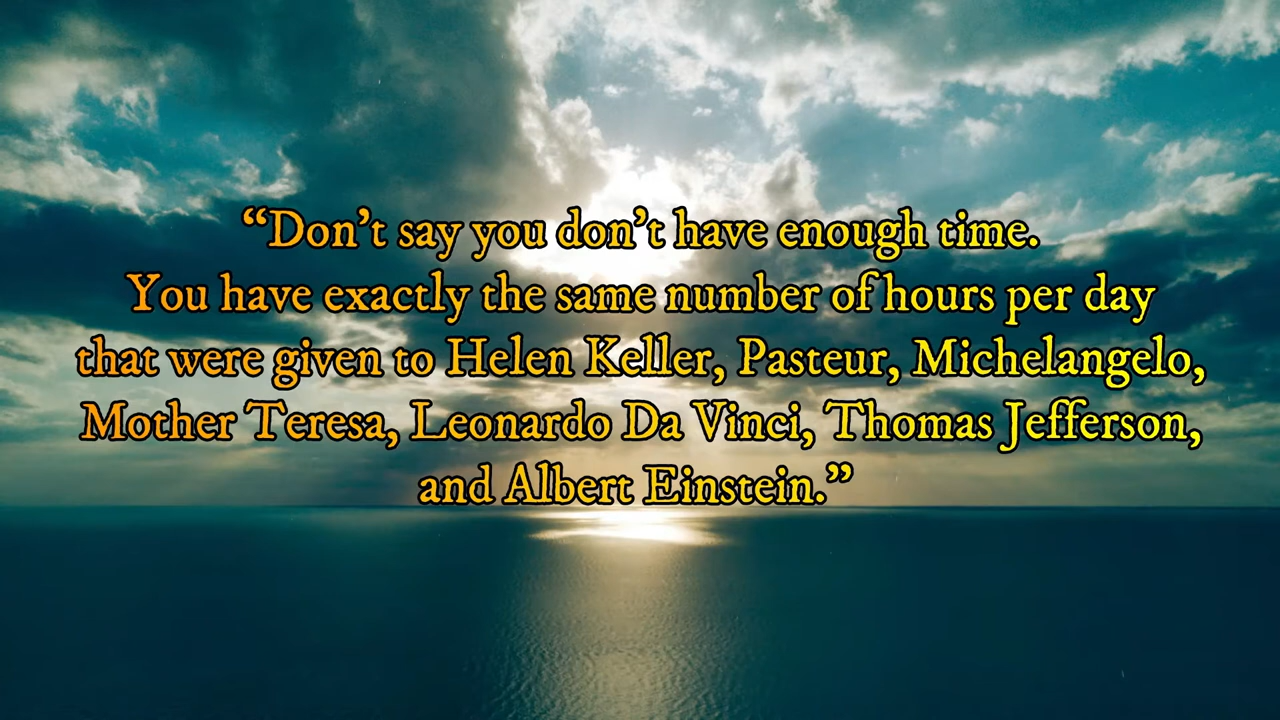 “Don’t say you don’t have enough time.
You have exactly the same number of hours per day
that were given to Helen Keller, Pasteur, Michelangelo,
Mother Teresa, Leonardo Da Vinci, Thomas Jefferson,
and Albert Einstein.”